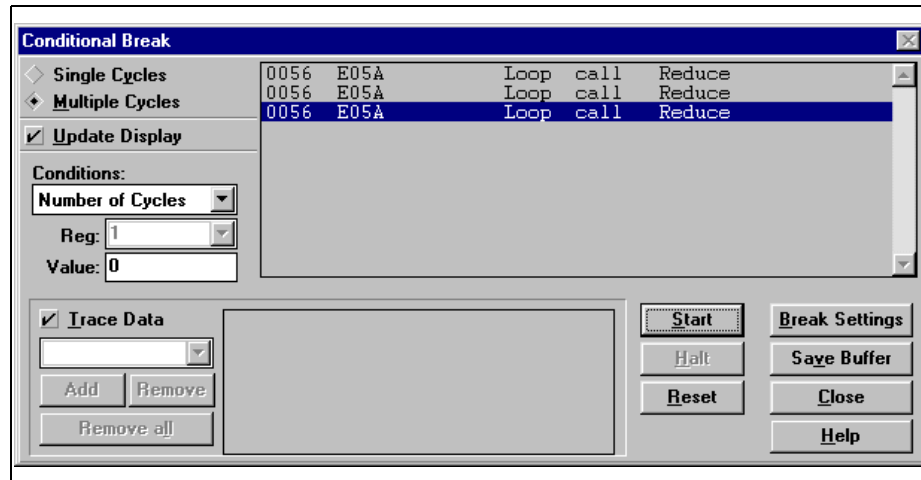 Conditional Break
Single Cycles
Multiple Cycles
Update Display
Conditions:
Number of Cycles
Reg: 1
Value: 0
0056 E05A Loop call Reduce
0056 E05A Loop call Reduce
0056 E05A Loop call Reduce
Trace Data
Add Remove
Remove all
Start
Halt
Reset
Break Settings
Save Buffer
Close
Help